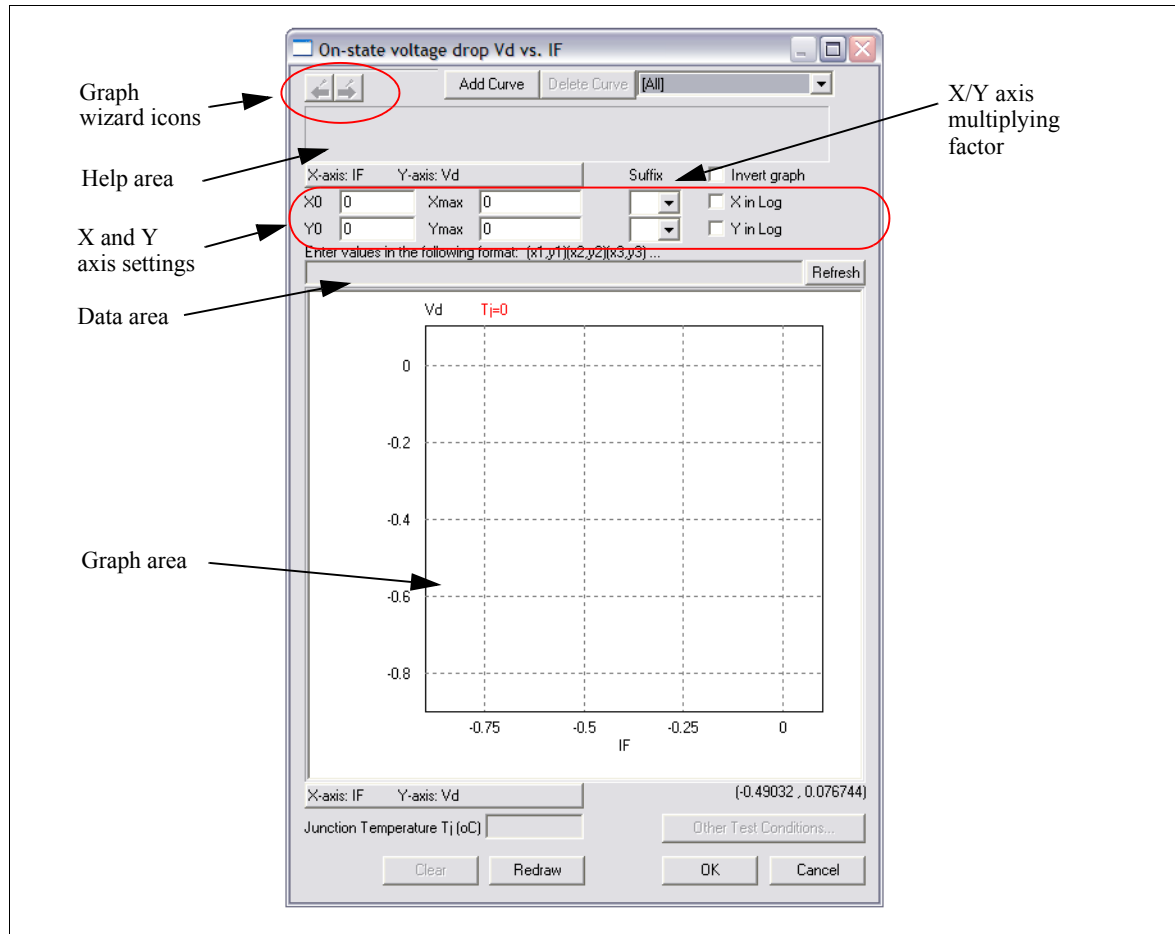 On-state voltage drop Vd vs. IF
Graph
wizard icons
Add Curve
Delete Curve
[All]
X/Y axis
multiplying
factor
Help area
X-axis: IF Y-axis: Vd
Suffix
Invert graph
X0 0 Xmax 0
X in Log
Y0 0 Ymax 0
Y in Log
X and Y
axis settings
Enter values in the following format: (x1,y1)(x2,y2)(x3,y3) ...
Refresh
Data area
Vd Tj=0
0
-0.2
-0.4
Graph area
-0.6
-0.8
-0.75 -0.5 -0.25 0
IF
X-axis: IF Y-axis: Vd
(-0.49032 , 0.076744)
Junction Temperature Tj (oC)
Other Test Conditions...
Clear
Redraw
OK
Cancel